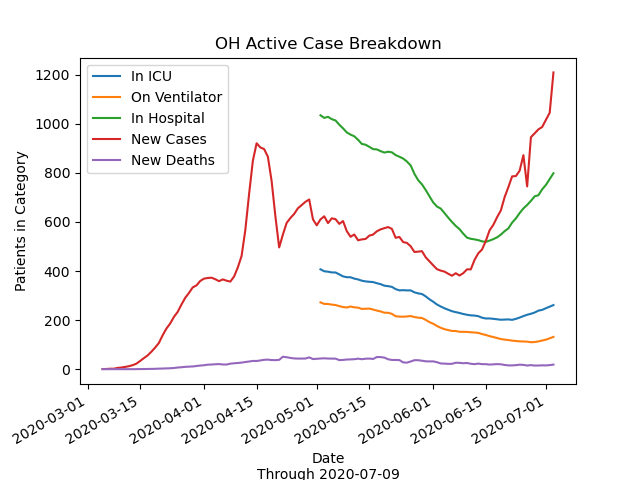 OH Active Case Breakdown
In ICU
On Ventilator
In Hospital
New Cases
New Deaths
Patients in Category
1200
1000
800
600
400
200
0
2020-03-01
2020-03-15
2020-04-01
2020-04-15
2020-05-01
2020-05-15
2020-06-01
2020-06-15
2020-07-01
Date
Through 2020-07-09